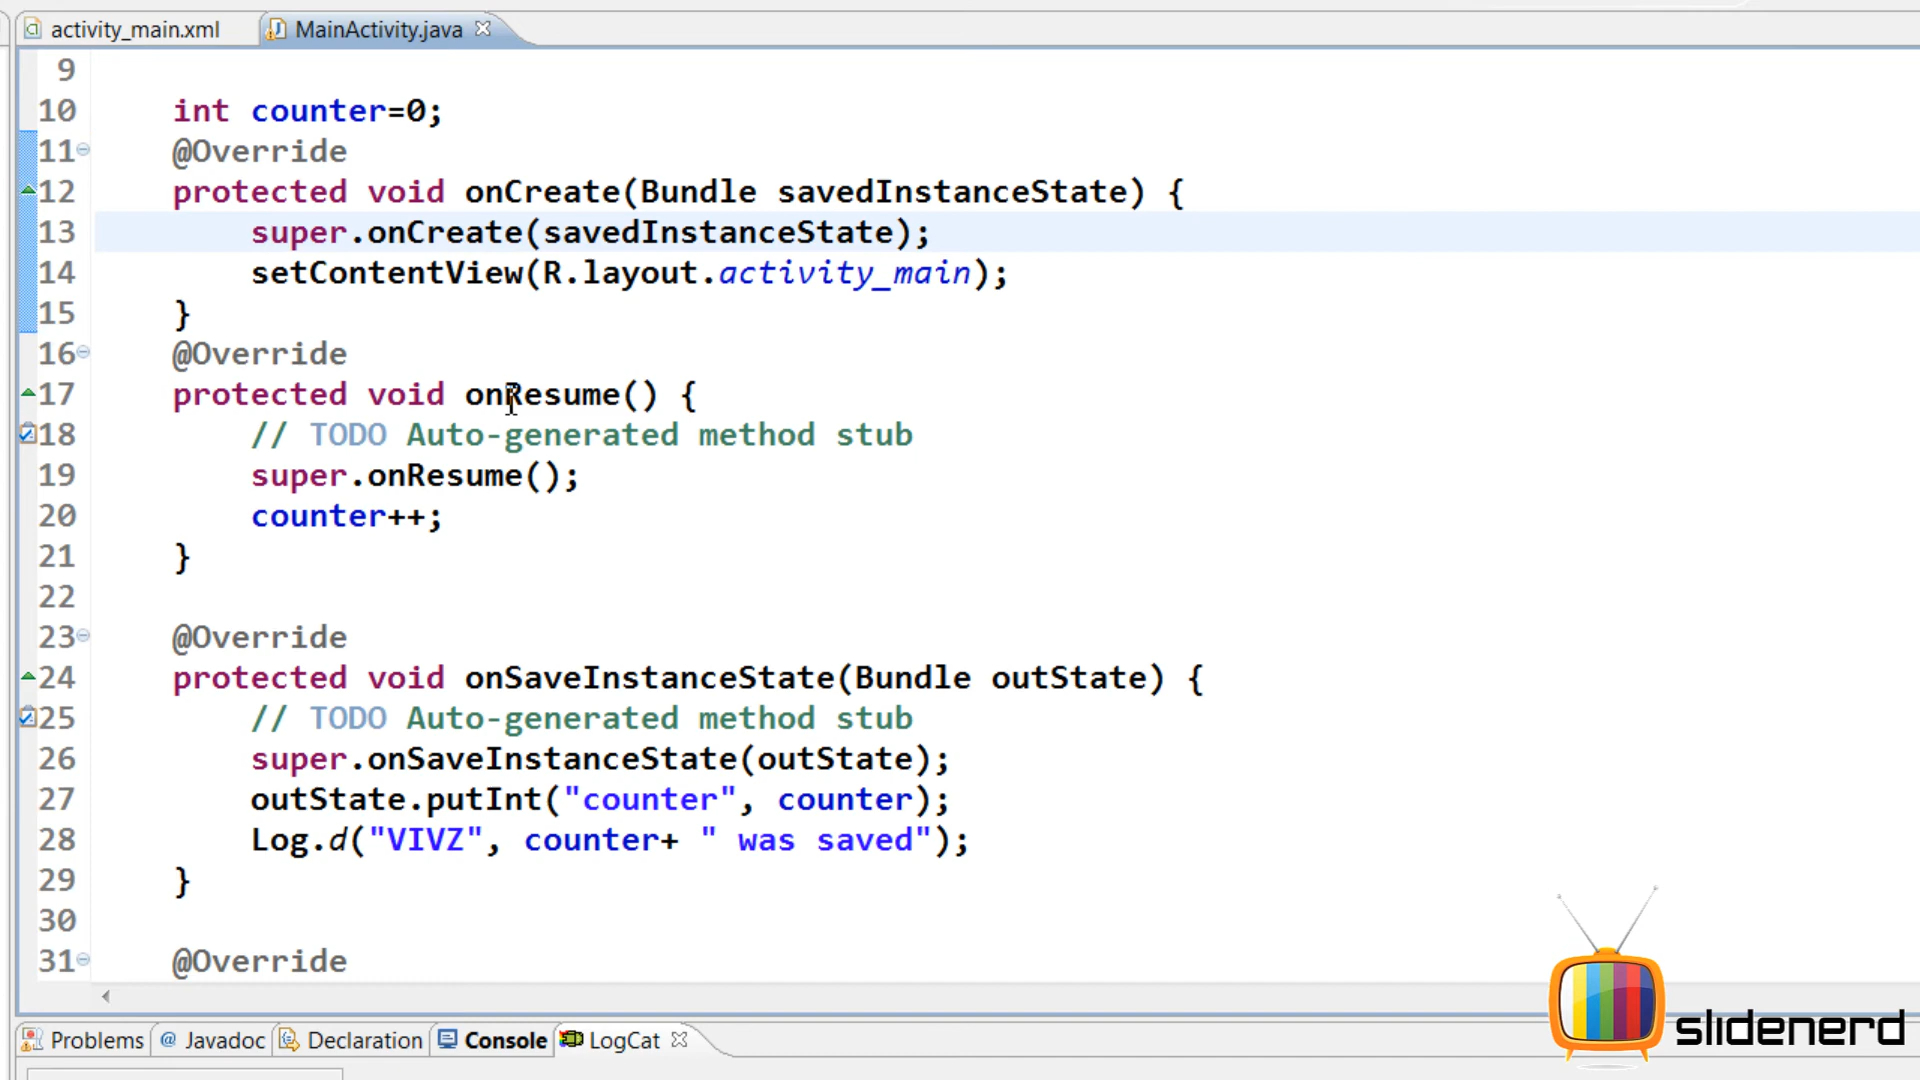 activity_main.xml MainActivity.java
9
10 int counter=0;
11 @Override
12 protected void onCreate(Bundle savedInstanceState) {
13 super.onCreate(savedInstanceState);
14 setContentView(R.layout.activity_main);
15 }
16 @Override
17 protected void onResume() {
18 // TODO Auto-generated method stub
19 super.onResume();
20 counter++;
21 }
22
23 @Override
24 protected void onSaveInstanceState(Bundle outState) {
25 // TODO Auto-generated method stub
26 super.onSaveInstanceState(outState);
27 outState.putInt("counter", counter);
28 Log.d("VIVZ", counter+ " was saved");
29 }
30
31 @Override
Problems @ Javadoc Declaration Console LogCat
slidenerd